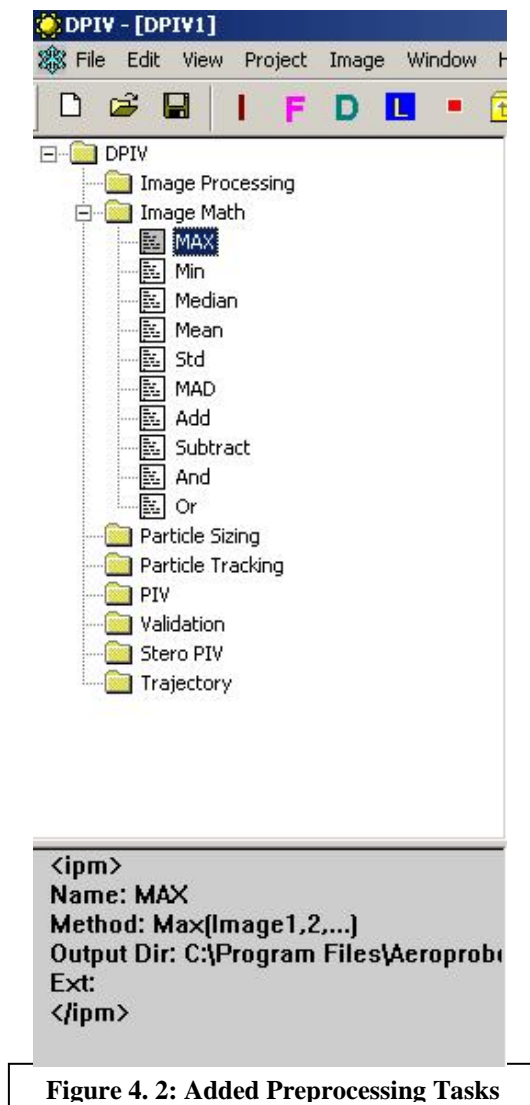 DPIV - [DPIV1]
File Edit View Project Image Window H
I F D L
DPIV
Image Processing
Image Math
MAX
Min
Median
Mean
Std
MAD
Add
Subtract
And
Or
Particle Sizing
Particle Tracking
PIV
Validation
Stero PIV
Trajectory
<ipm>
Name: MAX
Method: Max(Image1,2,...)
Output Dir: C:\Program Files\Aeroprobe
Ext:
</ipm>
Figure 4. 2: Added Preprocessing Tasks